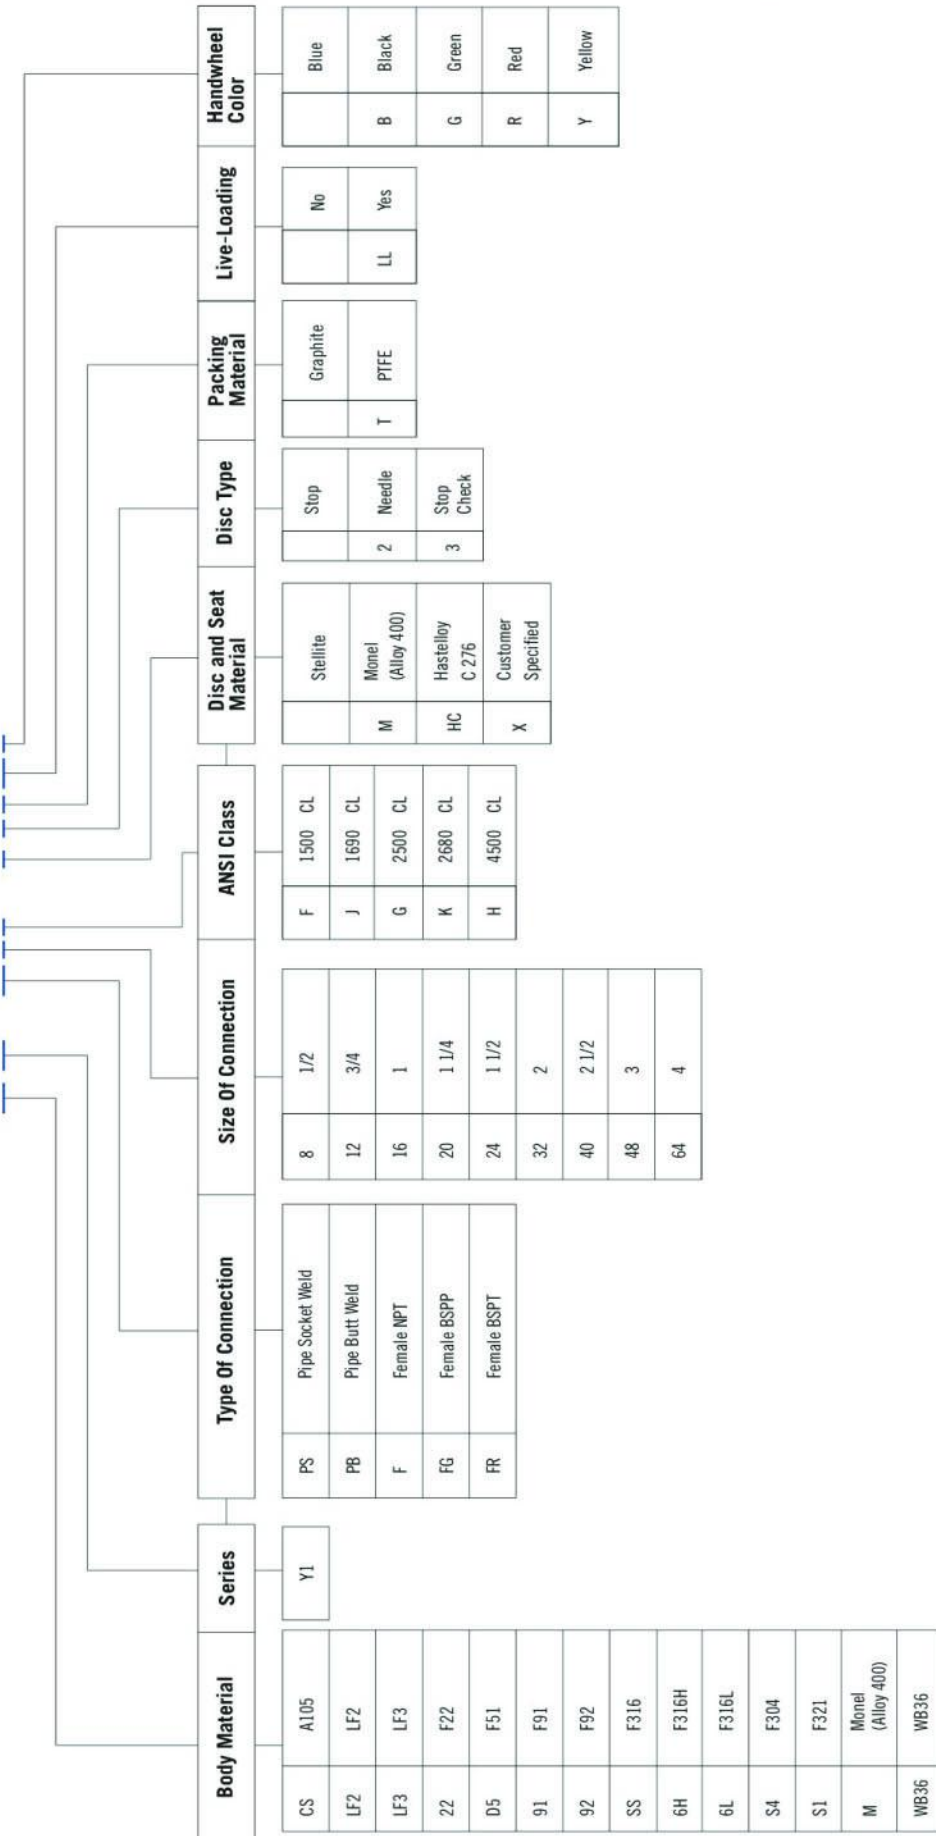 Body Material
CS A105
LF2 LF2
LF3 LF3
22 F22
D5 F51
91 F91
92 F92
SS F316
6H F316H
6L F316L
S4 F304
S1 F321
M Monel
(Alloy 400)
WB36 WB36
Series
Y1
Type Of Connection
PS Pipe Socket Weld
PB Pipe Butt Weld
F Female NPT
FG Female BSPP
FR Female BSPT
Size Of Connection
8 1/2
12 3/4
16 1
20 1 1/4
24 1 1/2
32 2
40 2 1/2
48 3
64 4
ANSI Class
F 1500 CL
J 1690 CL
G 2500 CL
K 2680 CL
H 4500 CL
Disc and Seat
Material
Stellite
M Monel
(Alloy 400)
HC Hastelloy
C 276
X Customer
Specified
Disc Type
Stop
2 Needle
3 Stop
Check
Packing
Material
Graphite
T PTFE
Live-Loading
No
LL Yes
Handwheel
Color
Blue
B Black
G Green
R Red
Y Yellow